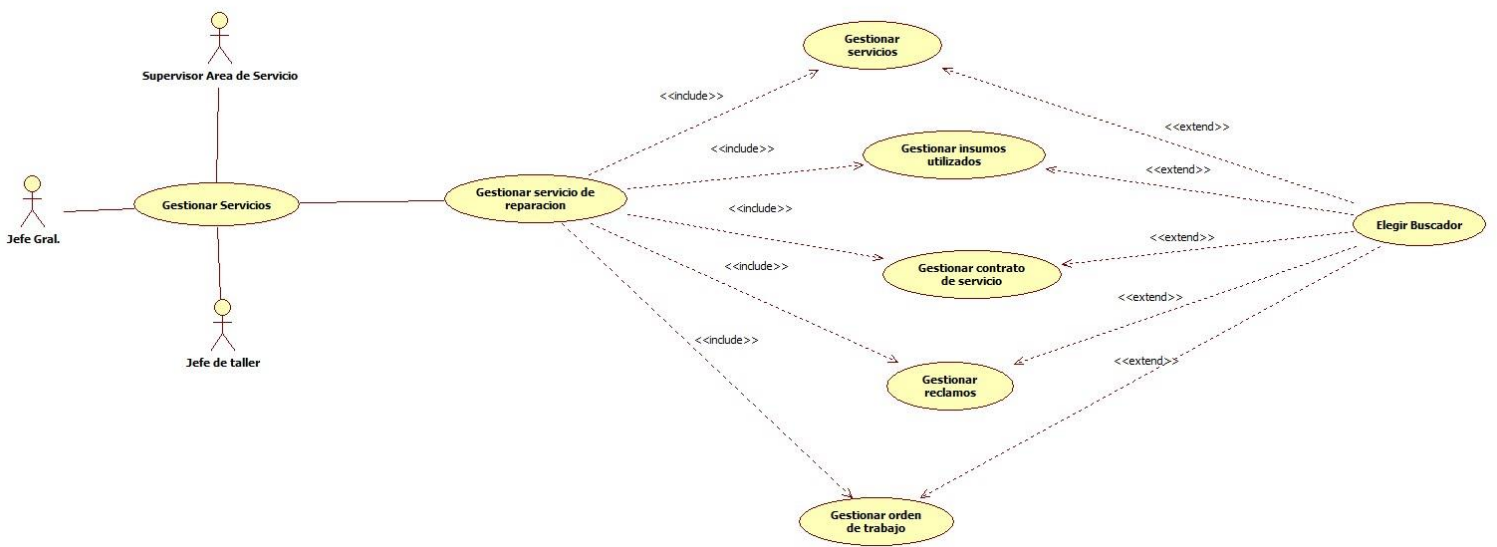 Supervisor Area de Servicio
Jefe Gral.
Gestionar Servicios
Jefe de taller
Gestionar servicio de
reparacion
<<include>>
<<include>>
<<include>>
<<include>>
<<include>>
Gestionar
servicios
Gestionar insumos
utilizados
Gestionar contrato
de servicio
Gestionar
reclamos
Gestionar orden
de trabajo
<<extend>>
<<extend>>
<<extend>>
<<extend>>
<<extend>>
Elegir Buscador